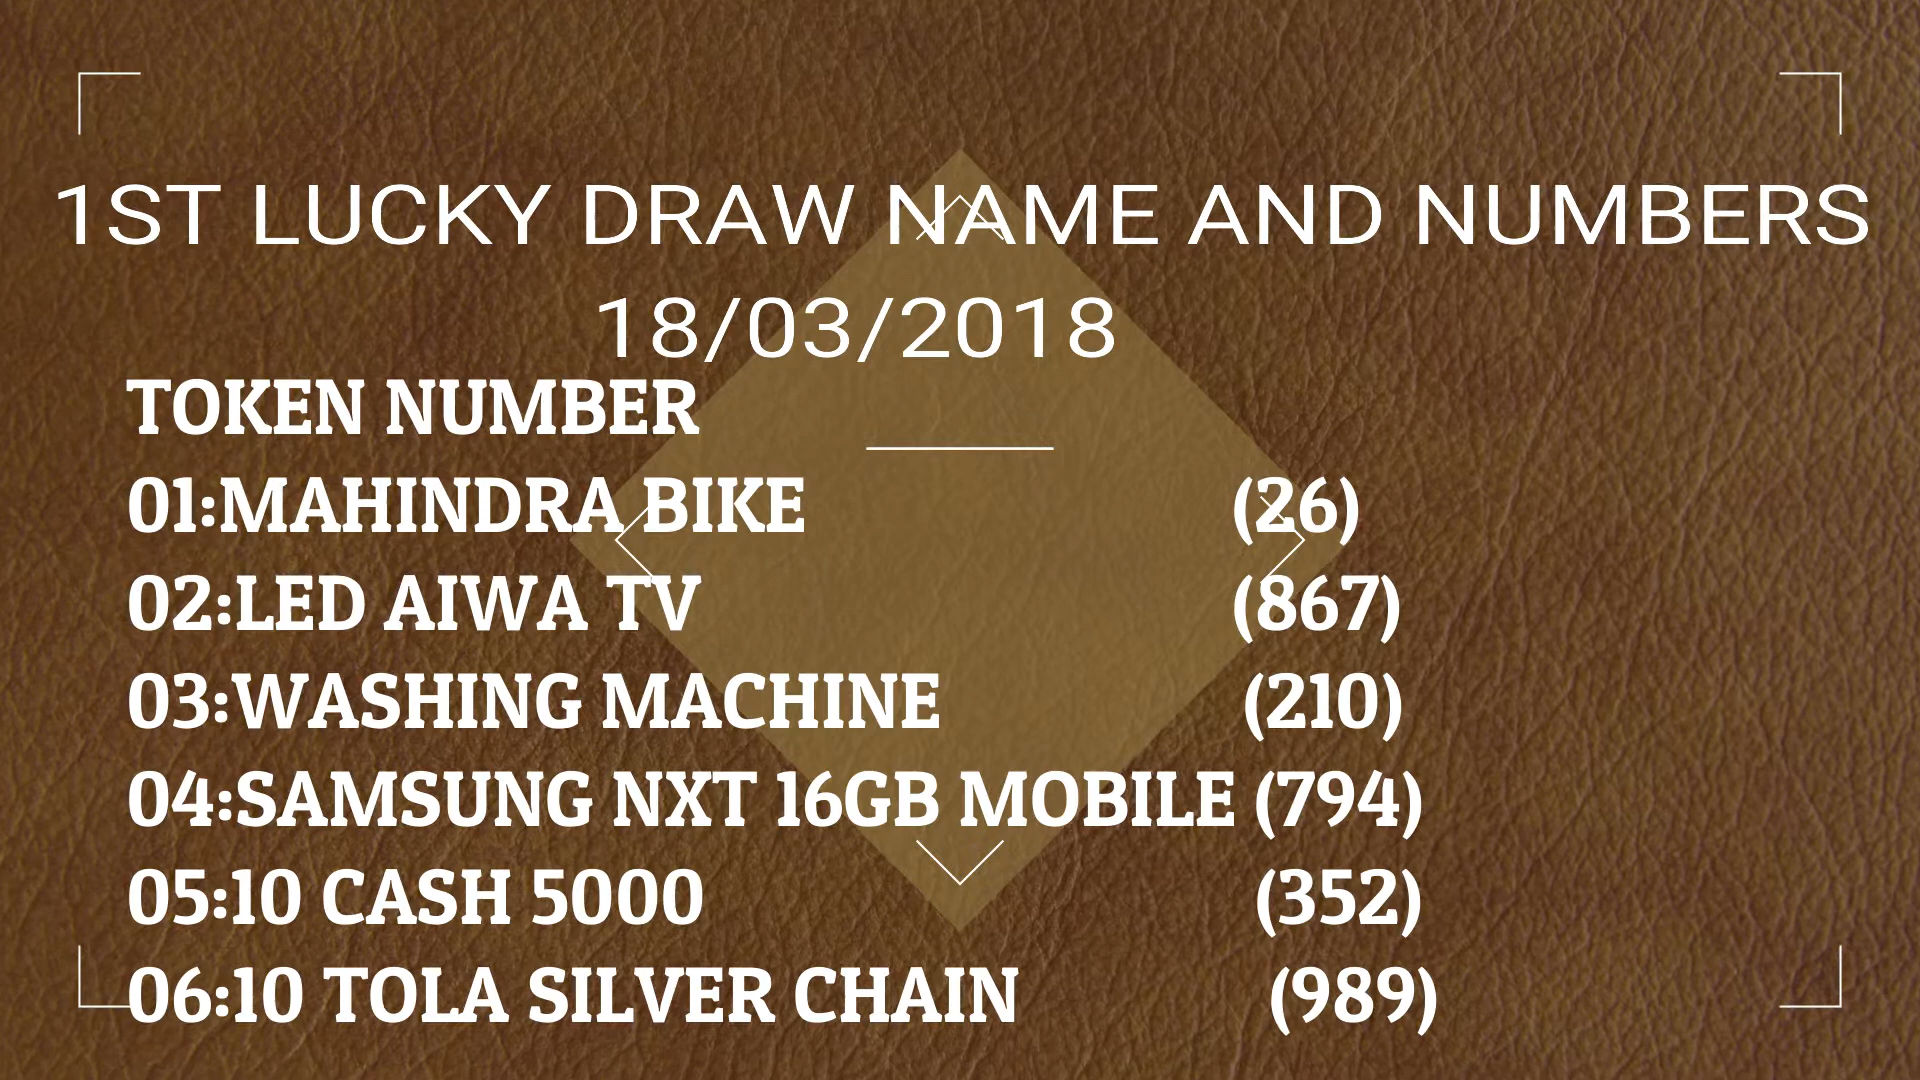 1ST LUCKY DRAW NAME AND NUMBERS
18/03/2018
TOKEN NUMBER
01:MAHINDRA BIKE (26)
02:LED AIWA TV (867)
03:WASHING MACHINE (210)
04:SAMSUNG NXT 16GB MOBILE (794)
05:10 CASH 5000 (352)
06:10 TOLA SILVER CHAIN (989)